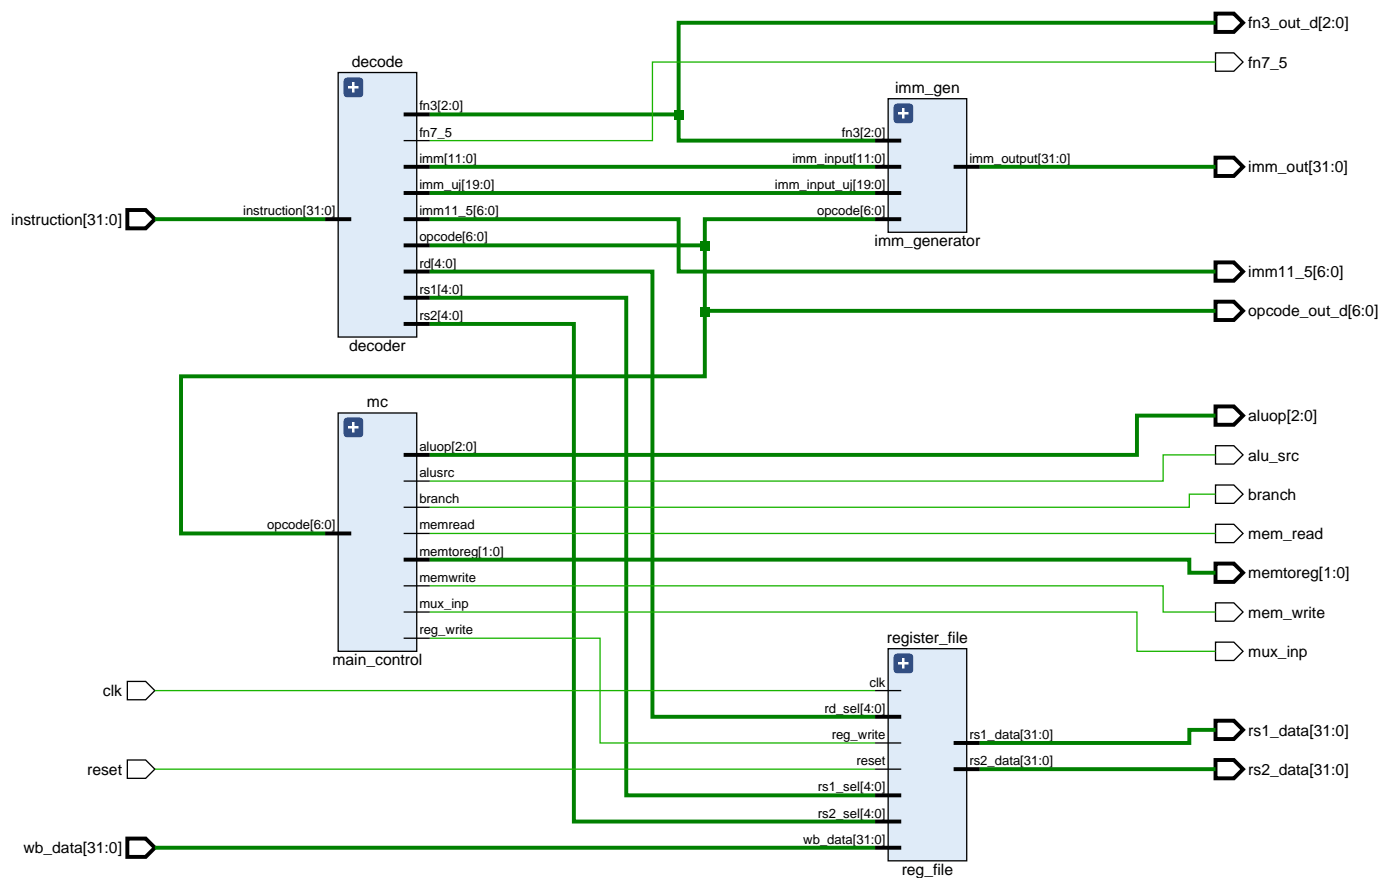 fn3_out_d[2:0]
decode
fn7_5
imm_gen
fn3[2:0]
fn7_5
fn3[2:0]
imm[11:0]
imm_input[11:0]
imm_output[31:0]
imm_out[31:0]
imm_uj[19:0]
imm_input_uj[19:0]
instruction[31:0]
instruction[31:0]
imm11_5[6:0]
opcode[6:0]
opcode[6:0]
imm_generator
rd[4:0]
imm11_5[6:0]
rs1[4:0]
opcode_out_d[6:0]
rs2[4:0]
decoder
mc
aluop[2:0]
aluop[2:0]
alusrc
alu_src
branch
branch
opcode[6:0]
memread
mem_read
memtoreg[1:0]
memtoreg[1:0]
memwrite
mem_write
mux_inp
reg_write
register_file
mux_inp
main_control
clk
clk
rd_sel[4:0]
reg_write
rs1_data[31:0]
rs1_data[31:0]
reset
reset
rs2_data[31:0]
rs2_data[31:0]
rs1_sel[4:0]
rs2_sel[4:0]
wb_data[31:0]
wb_data[31:0]
reg_file